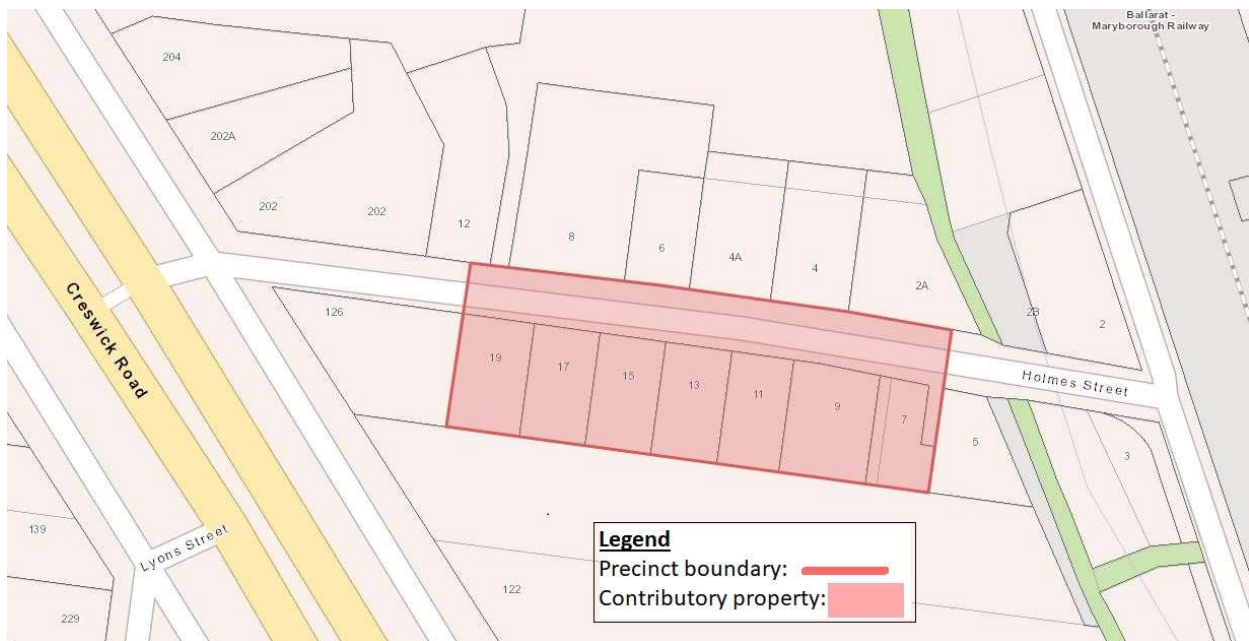 Ballarat -
Maryborough Railway
204
202A
202
202
12
8
6
4A
4
2A
2B
2
126
Creswick Road
Holmes Street
19
17
15
13
11
9
7
5
3
Lyons Street
139
122
229
Legend
Precinct boundary:
Contributory property: